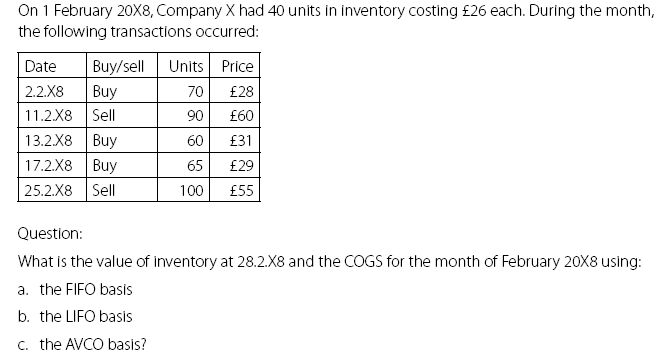 On 1 February 20X8, Company X had 40 units in inventory costing £26 each. During the month,
the following transactions occurred:
Date Buy/sell Units Price
2.2.X8 Buy 70 £28
11.2.X8 Sell 90 £60
13.2.X8 Buy 60 £31
17.2.X8 Buy 65 £29
25.2.X8 Sell 100 £55
Question:
What is the value of inventory at 28.2.X8 and the COGS for the month of February 20X8 using:
a. the FIFO basis
b. the LIFO basis
c. the AVCO basis?